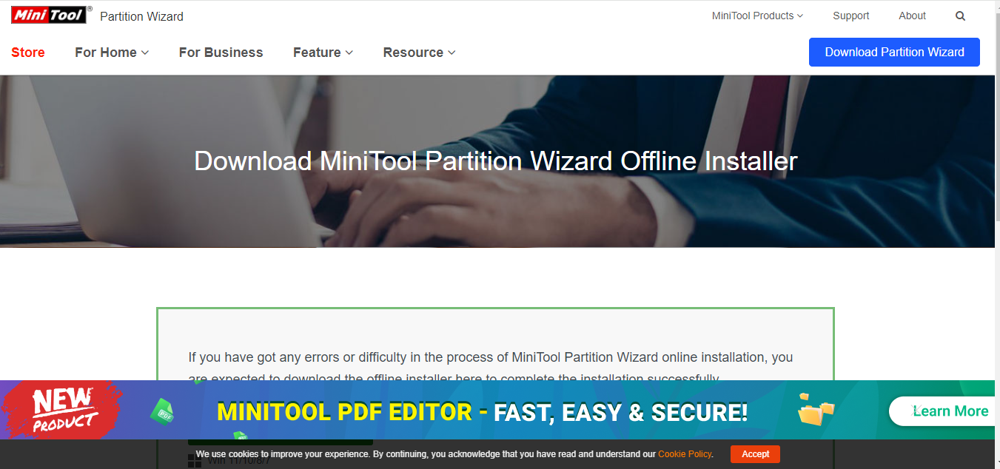 Mini Tool® Partition Wizard
MiniTool Products
Support
About
Store
For Home
For Business
Feature
Resource
Download Partition Wizard
Download MiniTool Partition Wizard Offline Installer
If you have got any errors or difficulty in the process of MiniTool Partition Wizard online installation, you
are expected to download the offline installer here to complete the installation successfully.
NEW
PRODUCT
PDF
MINITOOL PDF EDITOR - FAST, EASY & SECURE!
Learn More
We use cookies to improve your experience. By continuing, you acknowledge that you have read and understand our Cookie Policy.
Accept
Win 11/10/8/7